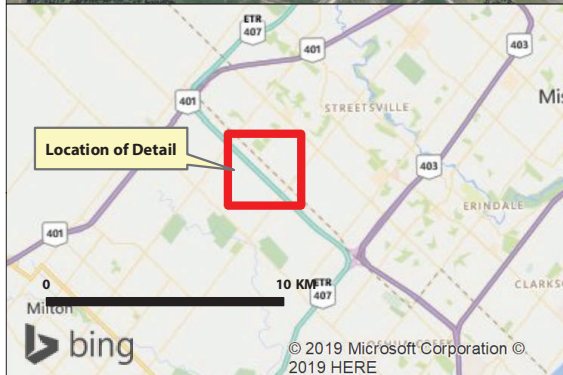 ETR
407
401
403
401
STREETSVILLE
Mis
Location of Detail
403
ERINDALE
401
0 10 KM
ETR
407
CLARKS
Milton
bing
© 2019 Microsoft Corporation ©
2019 HERE